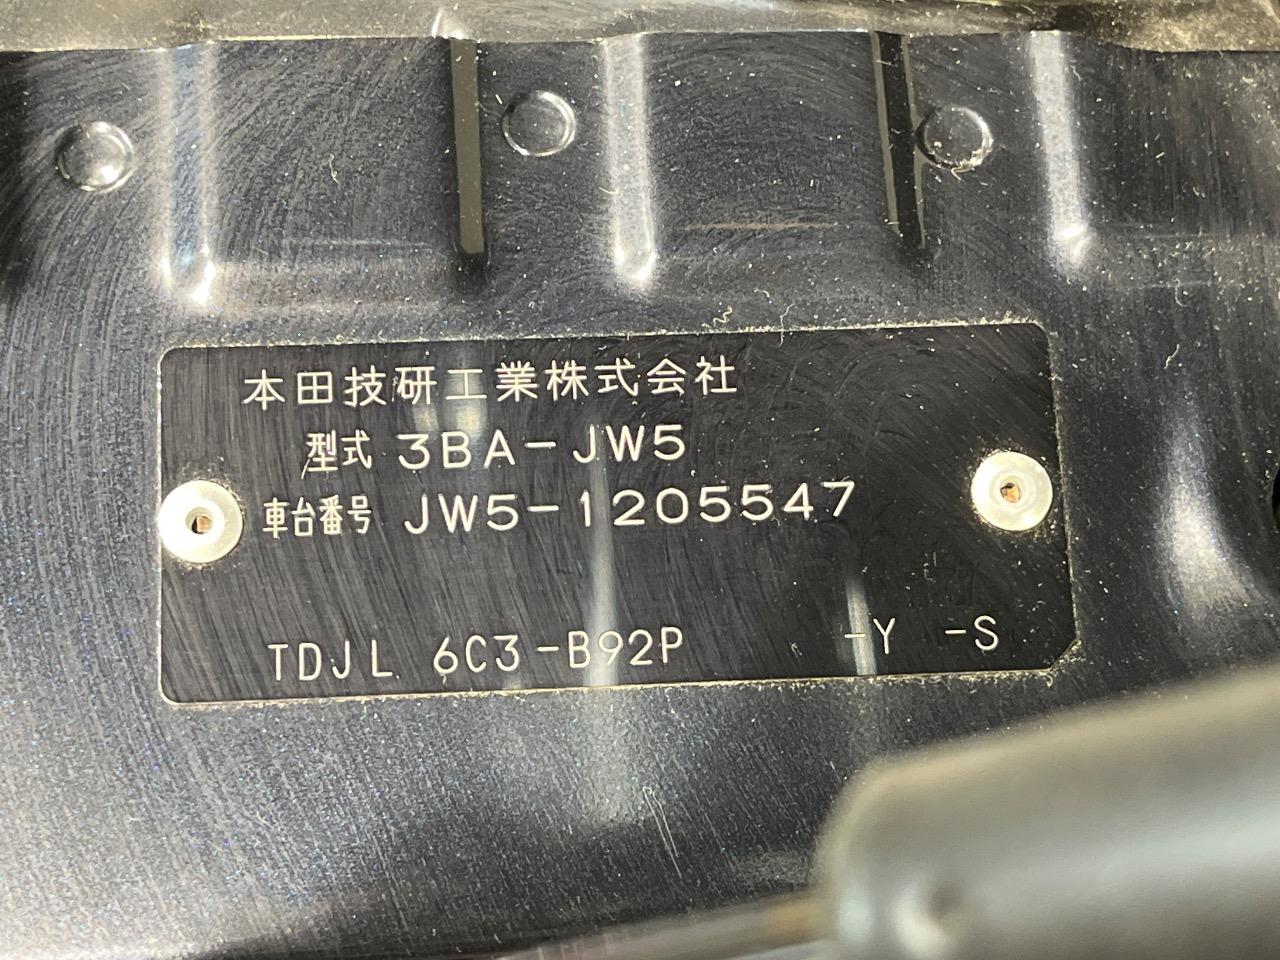 本田技研工業株式会社
型式 3BA-JW5
車台番号 JW5-1205547
TDJL 6C3-B92P -Y -S